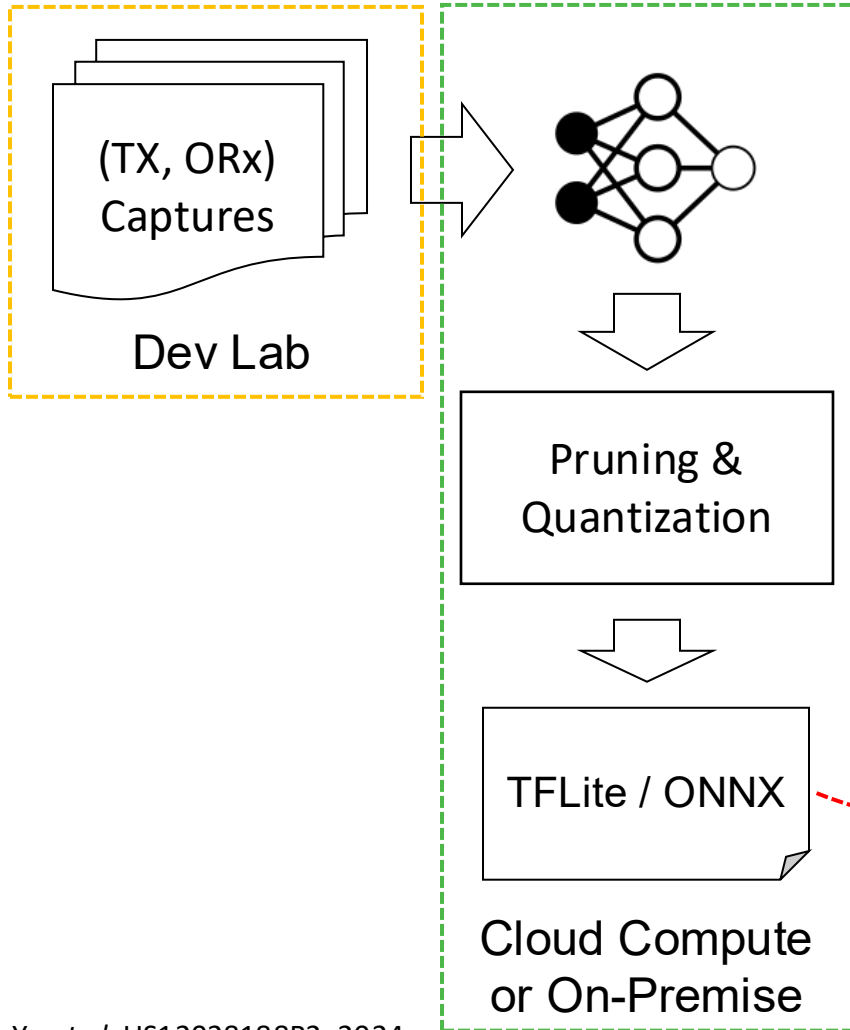 (TX, ORx)
Captures
Dev Lab
Pruning &
Quantization
TFLite / ONNX
Cloud Compute
or On-Premise